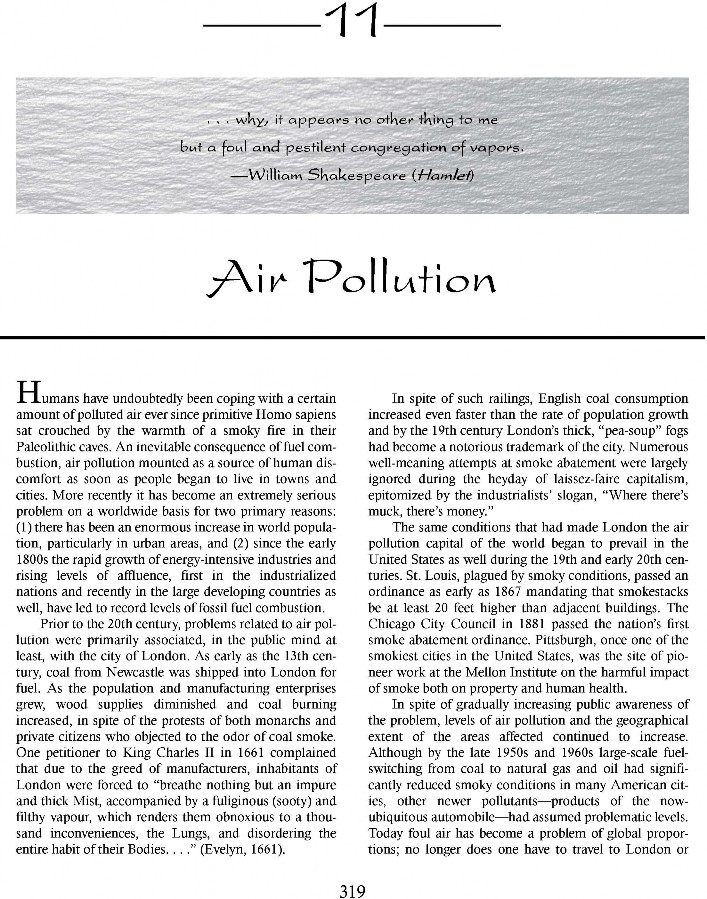 11
. . . why, it appears no other thing to me
but a foul and pestilent congregation of vapors.
—William Shakespeare (Hamlet)
Air Pollution
Humans have undoubtedly been coping with a certain
amount of polluted air ever since primitive Homo sapiens
sat crouched by the warmth of a smoky fire in their
Paleolithic caves. An inevitable consequence of fuel com-
bustion, air pollution mounted as a source of human dis-
comfort as soon as people began to live in towns and
cities. More recently it has become an extremely serious
problem on a worldwide basis for two primary reasons:
(1) there has been an enormous increase in world popula-
tion, particularly in urban areas, and (2) since the early
1800s the rapid growth of energy-intensive industries and
rising levels of affluence, first in the industrialized
nations and recently in the large developing countries as
well, have led to record levels of fossil fuel combustion.
Prior to the 20th century, problems related to air pol-
lution were primarily associated, in the public mind at
least, with the city of London. As early as the 13th cen-
tury, coal from Newcastle was shipped into London for
fuel. As the population and manufacturing enterprises
grew, wood supplies diminished and coal burning
increased, in spite of the protests of both monarchs and
private citizens who objected to the odor of coal smoke.
One petitioner to King Charles II in 1661 complained
that due to the greed of manufacturers, inhabitants of
London were forced to “breathe nothing but an impure
and thick Mist, accompanied by a fuliginous (sooty) and
filthy vapour, which renders them obnoxious to a thou-
sand inconveniences, the Lungs, and disordering the
entire habit of their Bodies. . . .” (Evelyn, 1661).
In spite of such railings, English coal consumption
increased even faster than the rate of population growth
and by the 19th century London’s thick, “pea-soup” fogs
had become a notorious trademark of the city. Numerous
well-meaning attempts at smoke abatement were largely
ignored during the heyday of laissez-faire capitalism,
epitomized by the industrialists’ slogan, “Where there’s
muck, there’s money.”
The same conditions that had made London the air
pollution capital of the world began to prevail in the
United States as well during the 19th and early 20th cen-
turies. St. Louis, plagued by smoky conditions, passed an
ordinance as early as 1867 mandating that smokestacks
be at least 20 feet higher than adjacent buildings. The
Chicago City Council in 1881 passed the nation’s first
smoke abatement ordinance. Pittsburgh, once one of the
smokiest cities in the United States, was the site of pio-
neer work at the Mellon Institute on the harmful impact
of smoke both on property and human health.
In spite of gradually increasing public awareness of
the problem, levels of air pollution and the geographical
extent of the areas affected continued to increase.
Although by the late 1950s and 1960s large-scale fuel-
switching from coal to natural gas and oil had signifi-
cantly reduced smoky conditions in many American cit-
ies, other newer pollutants—products of the now-
ubiquitous automobile—had assumed problematic levels.
Today foul air has become a problem of global propor-
tions; no longer does one have to travel to London or
319